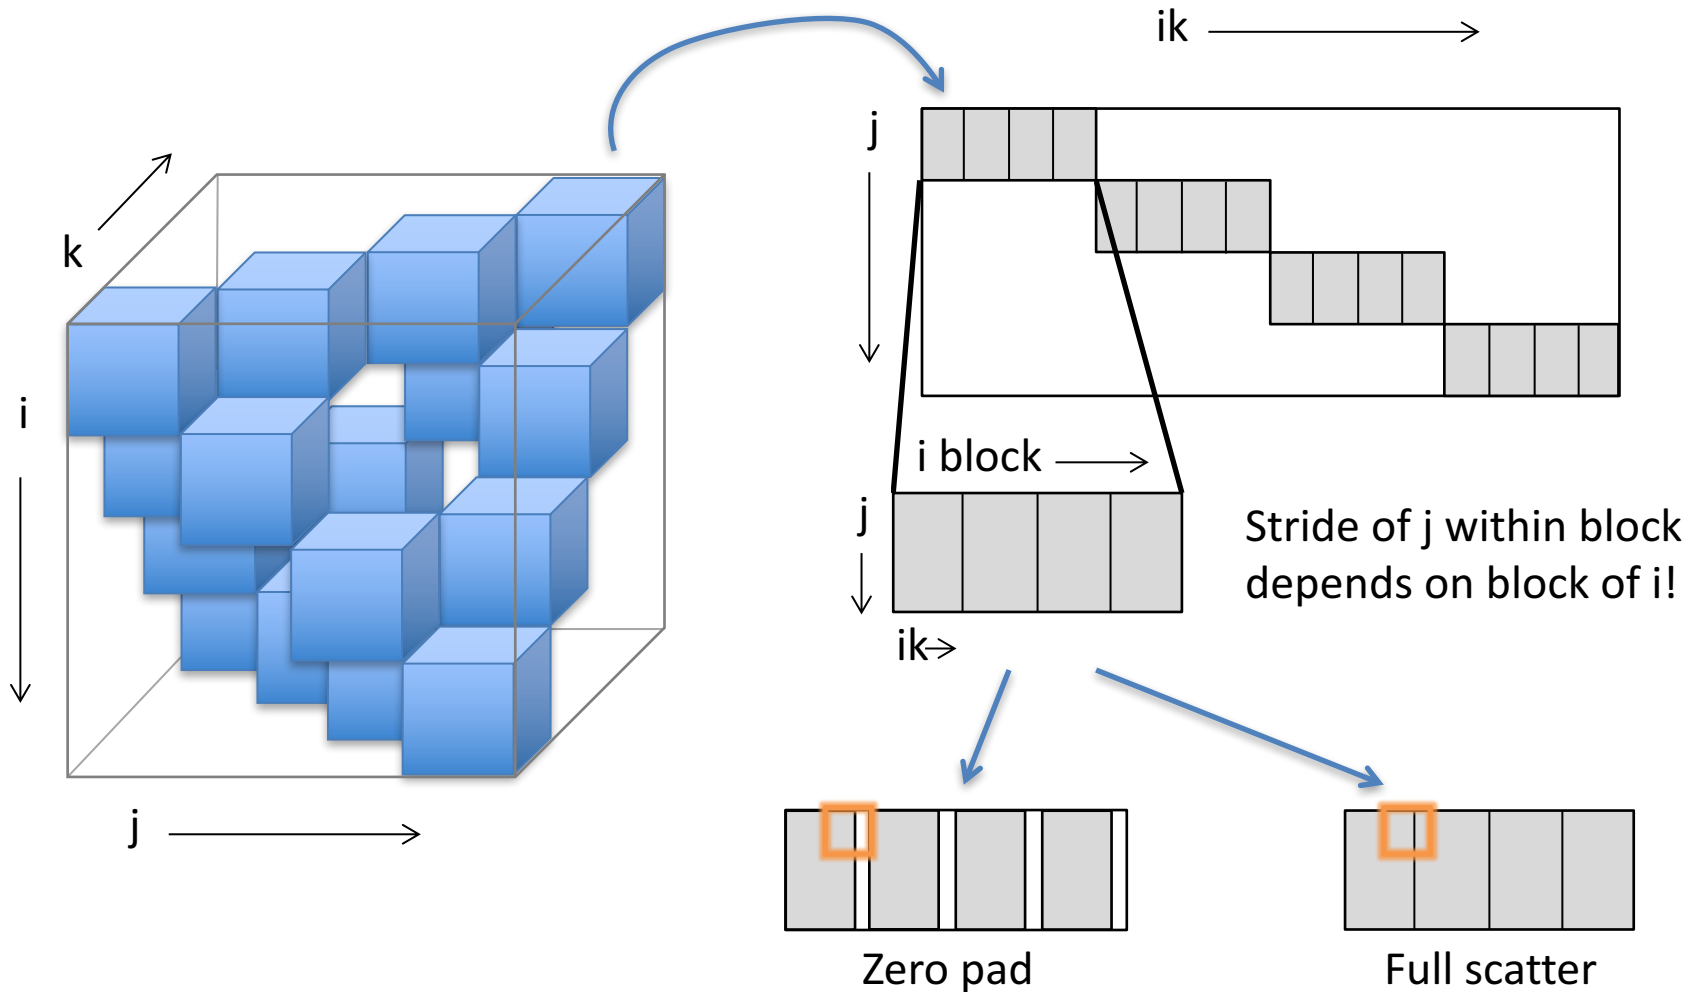 ik
j
k
i
i block
j
Stride of j within block
depends on block of i!
ik
j
Zero pad
Full scatter